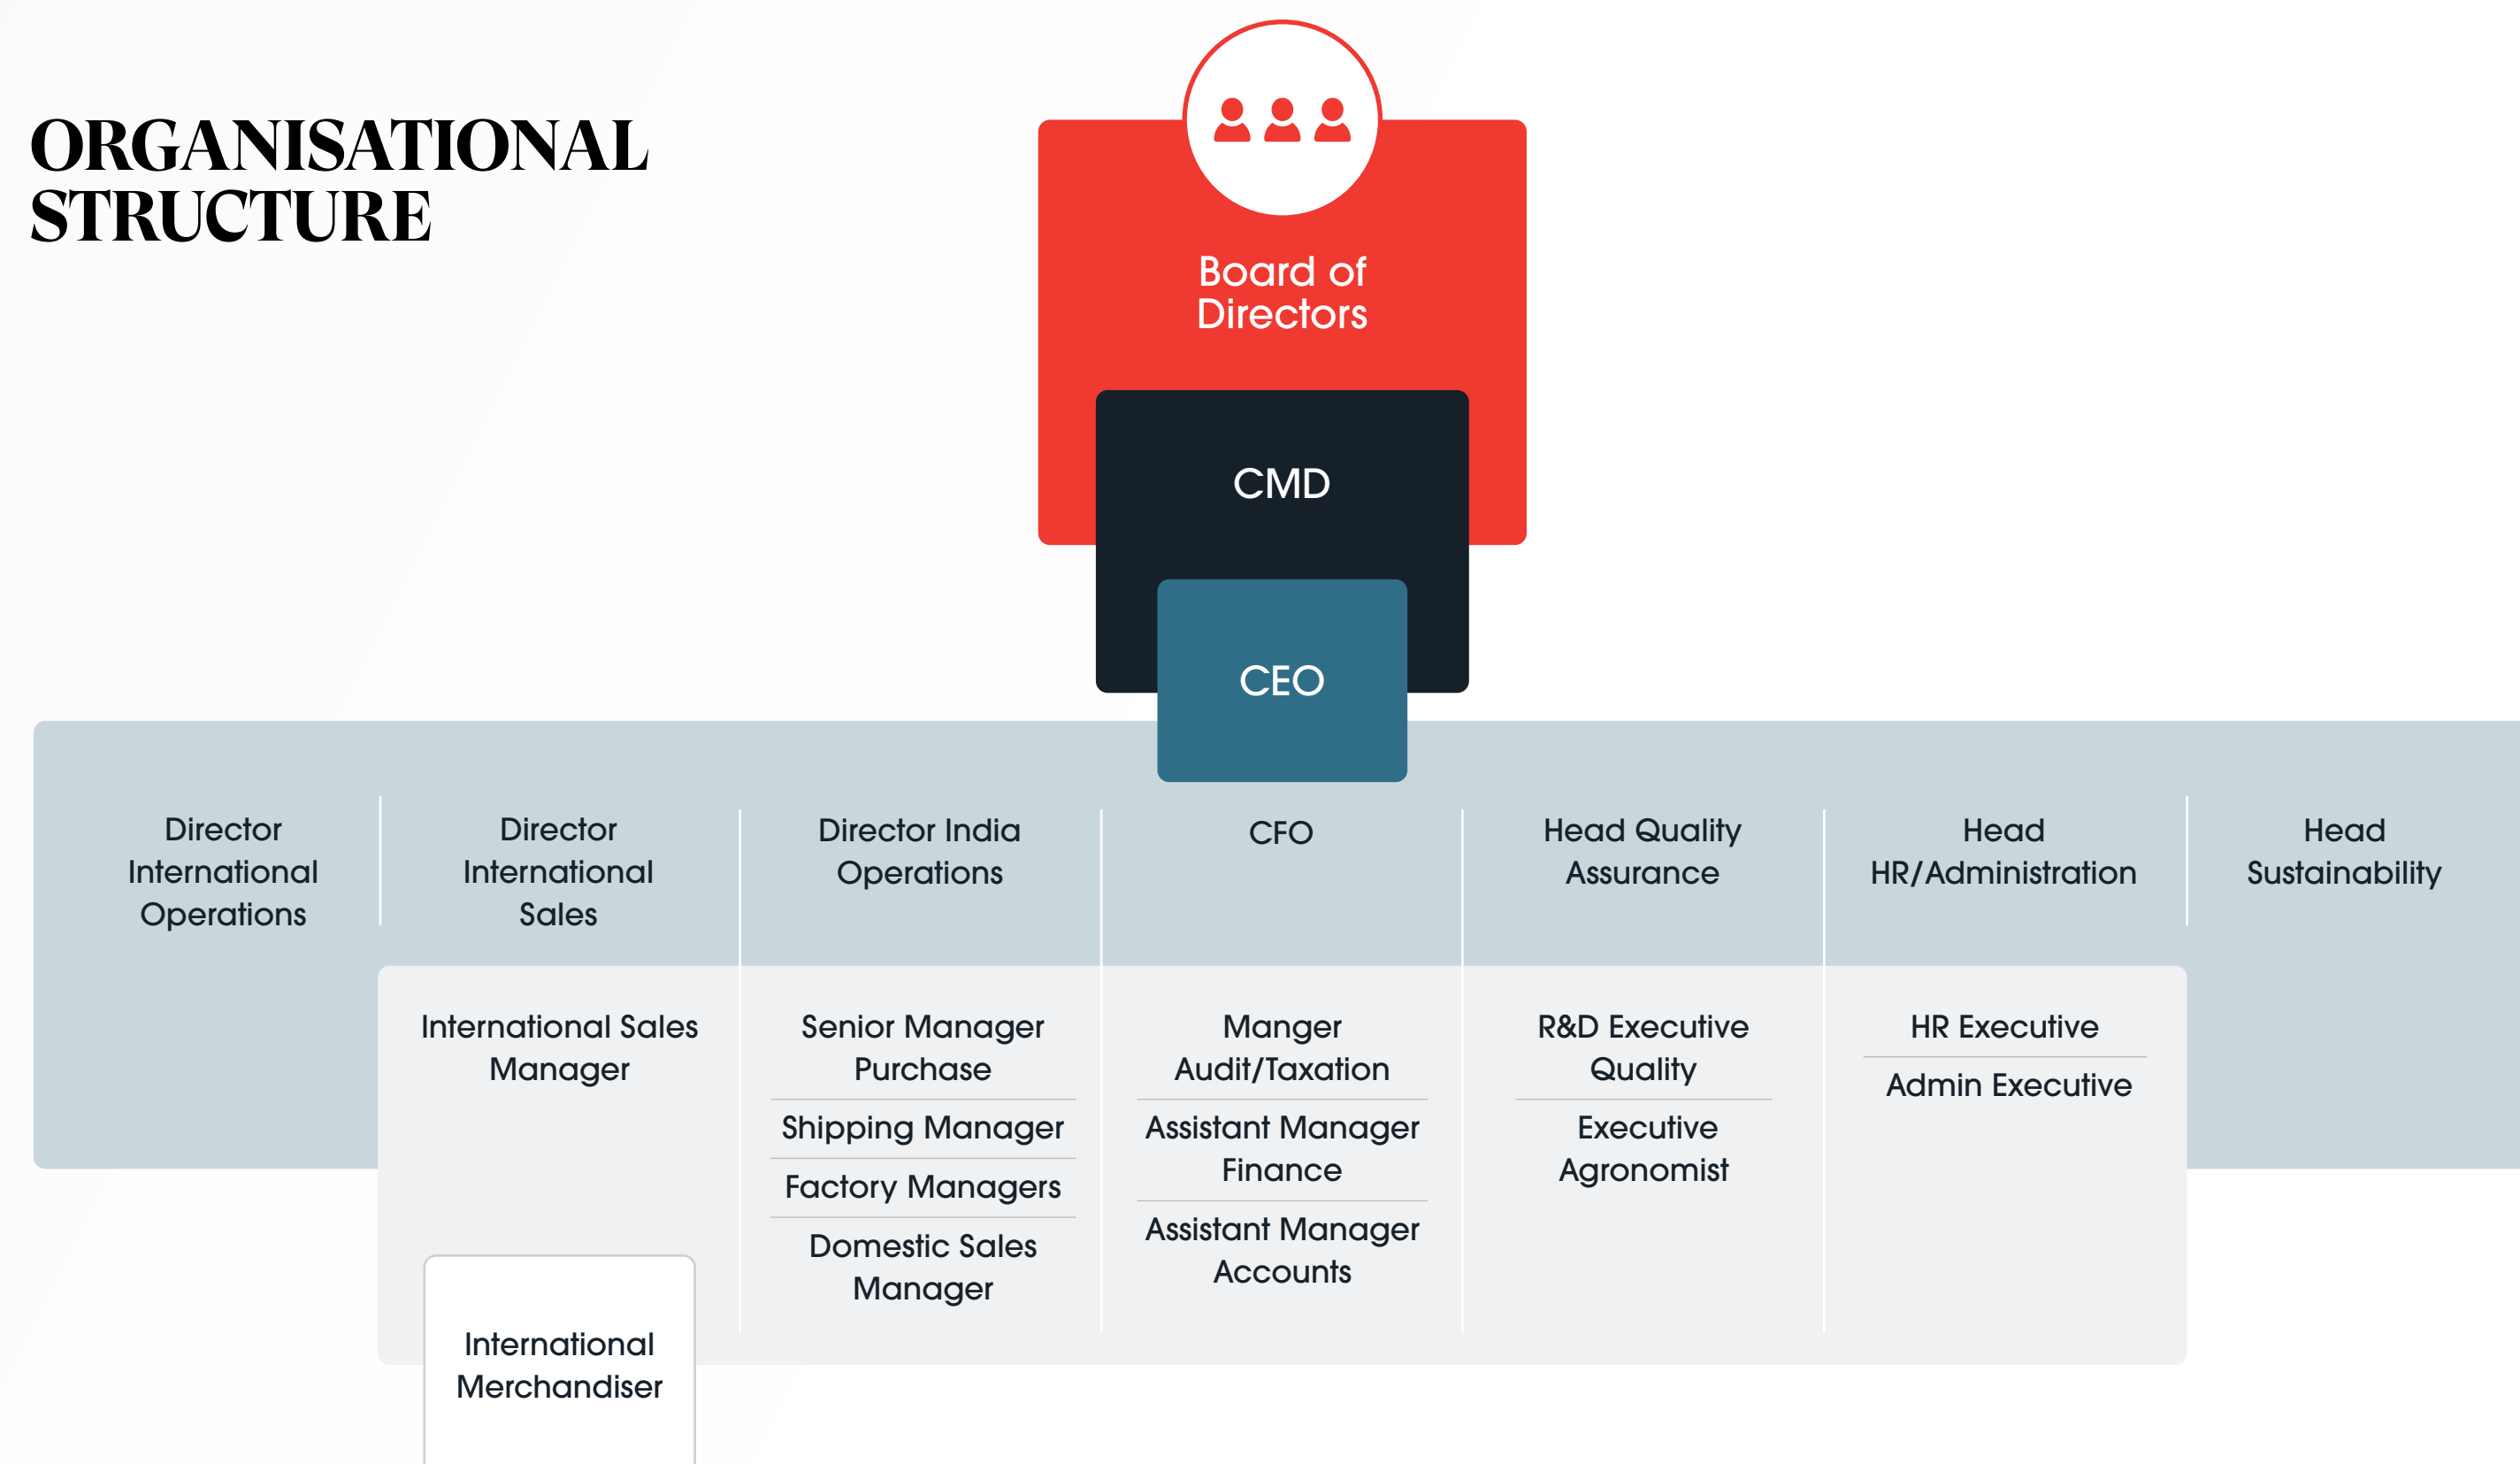 ORGANISATIONAL
STRUCTURE
Board of
Directors
CMD
CEO
Director
International
Operations
Director
International
Sales
Director India
Operations
CFO
Head Quality
Assurance
Head
HR/Administration
Head
Sustainability
International Sales
Manager
Senior Manager
Purchase
Shipping Manager
Factory Managers
Domestic Sales
Manager
Manger
Audit/Taxation
Assistant Manager
Finance
Assistant Manager
Accounts
R&D Executive
Quality
Executive
Agronomist
HR Executive
Admin Executive
International
Merchandiser